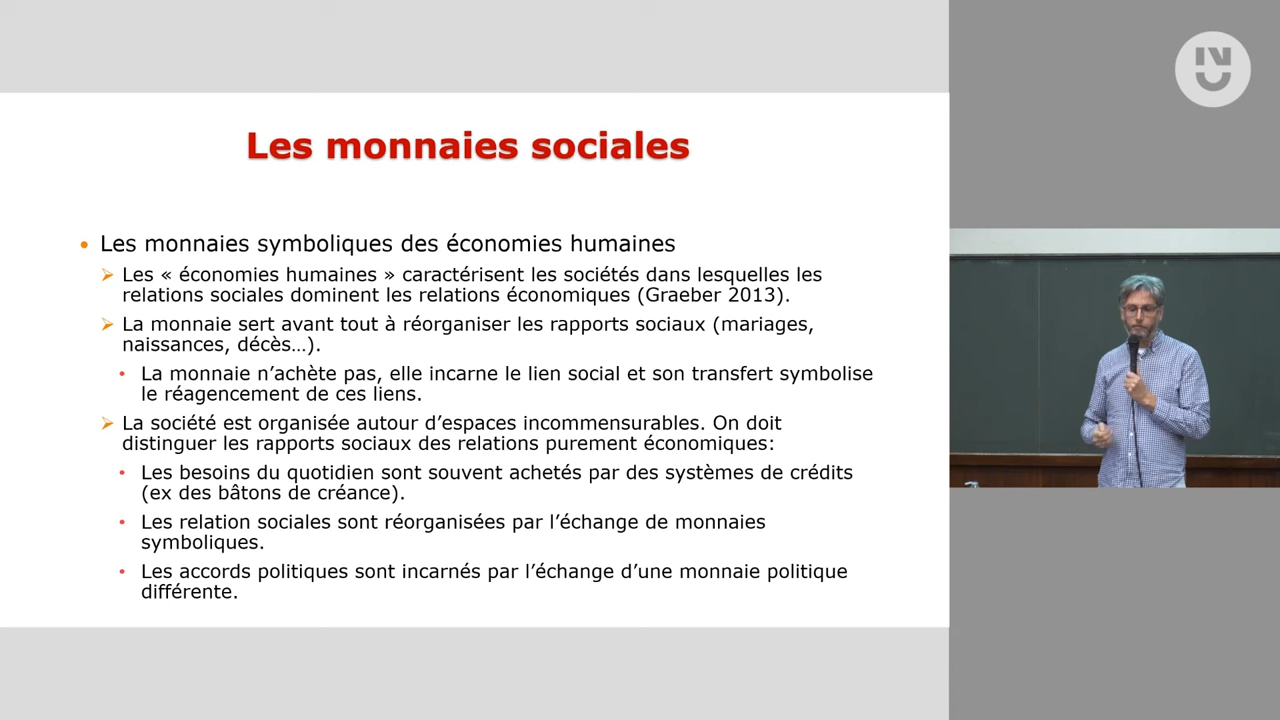 Les monnaies sociales
• Les monnaies symboliques des économies humaines
➢ Les « économies humaines » caractérisent les sociétés dans lesquelles les
relations sociales dominent les relations économiques (Graeber 2013).
➢ La monnaie sert avant tout à réorganiser les rapports sociaux (mariages,
naissances, décès…).
• La monnaie n’achète pas, elle incarne le lien social et son transfert symbolise
le réagencement de ces liens.
➢ La société est organisée autour d’espaces incommensurables. On doit
distinguer les rapports sociaux des relations purement économiques:
• Les besoins du quotidien sont souvent achetés par des systèmes de crédits
(ex des bâtons de créance).
• Les relation sociales sont réorganisées par l’échange de monnaies
symboliques.
• Les accords politiques sont incarnés par l’échange d’une monnaie politique
différente.